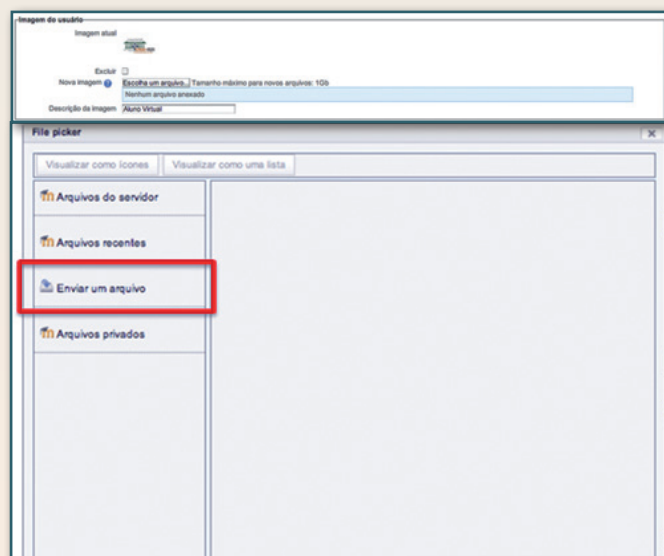 Imagem do usuário
Imagem atual
Excluir
Nova imagem Escolha um arquivo... Tamanho máximo para novos arquivos: 1Gb
Nenhum arquivo anexado
Descrição da imagem Aluno Virtual
File picker
Visualizar como ícones Visualizar como uma lista
Arquivos do servidor
Arquivos recentes
Enviar um arquivo
Arquivos privados